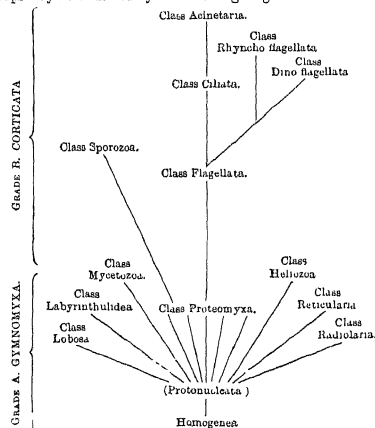 Class Acinetaria.
Class
Rhyncho flagellata
Class
Dino flagellata
Class Ciliata.
GRADE B. CORTICATA
Class Sporozoa.
Class Flagellata.
Class
Mycetozoa.
Class
Heliozoa
Class
Labyrinthulidea
Class Proteomyxa.
Class
Reticularia
Class
Lobosa
Class
Radiolaria.
GRADE A. GYMNOMYXA.
(Protonucleata)
Homogenea